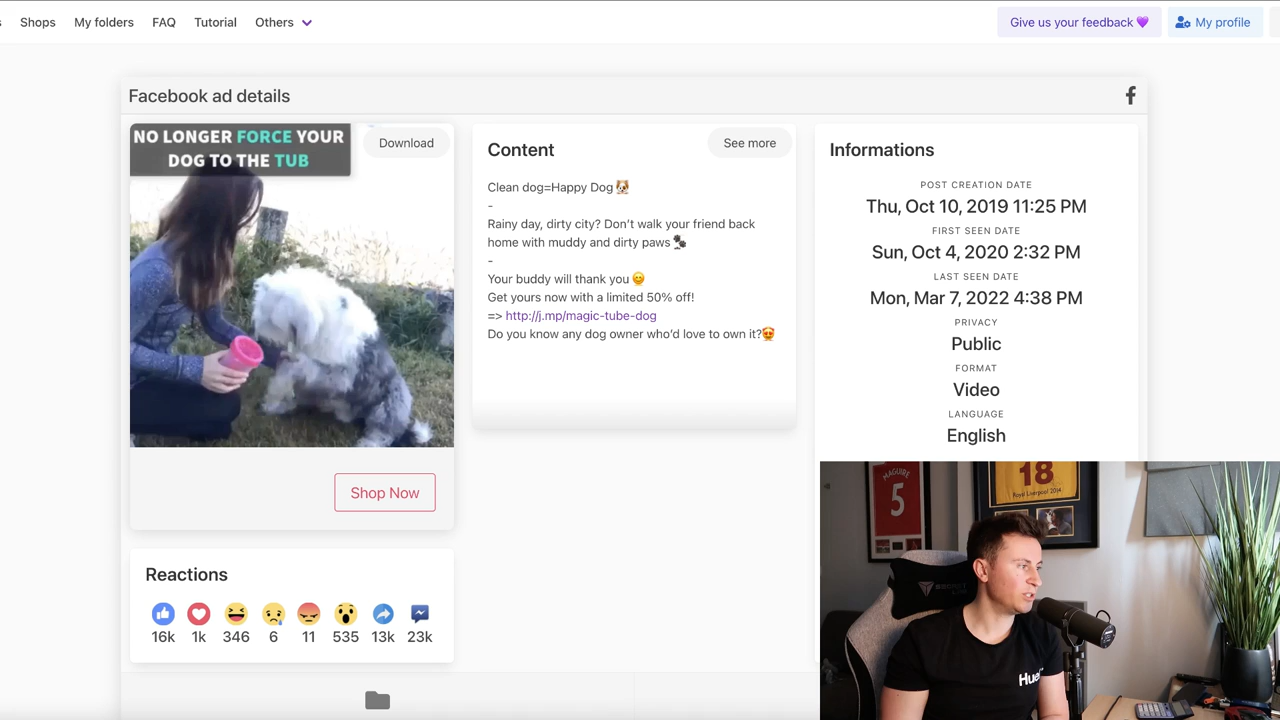 Shops
My folders
FAQ
Tutorial
Others
Give us your feedback 💜
My profile
Facebook ad details
NO LONGER FORCE YOUR
DOG TO THE TUB
Download
Shop Now
Reactions
16k
1k
346
6
11
535
13k
23k
Content
See more
Clean dog=Happy Dog 🐶
-
Rainy day, dirty city? Don’t walk your friend back
home with muddy and dirty paws 🐾
-
Your buddy will thank you 😊
Get yours now with a limited 50% off!
=> http://j.mp/magic-tube-dog
Do you know any dog owner who’d love to own it?😍
Informations
POST CREATION DATE
Thu, Oct 10, 2019 11:25 PM
FIRST SEEN DATE
Sun, Oct 4, 2020 2:32 PM
LAST SEEN DATE
Mon, Mar 7, 2022 4:38 PM
PRIVACY
Public
FORMAT
Video
LANGUAGE
English
MAGUIRE
5
18
Royal Liverpool 2014
Huel